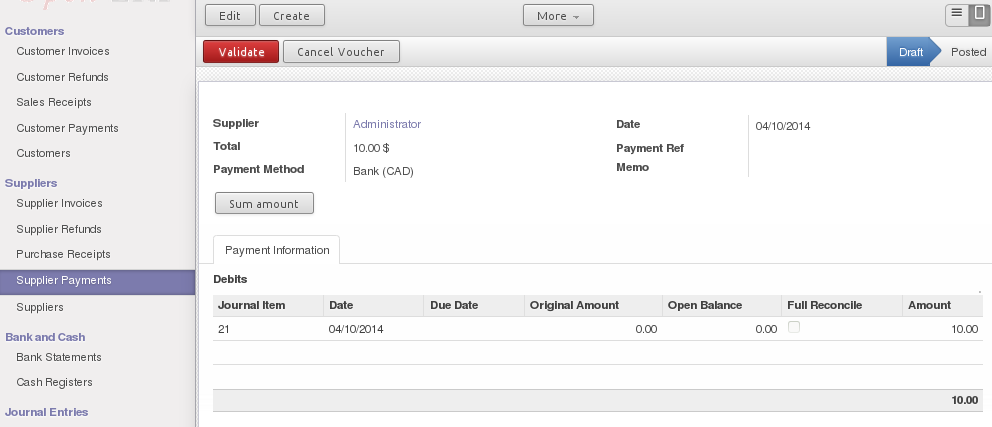 Edit Create More
Customers
Customer Invoices
Customer Refunds
Sales Receipts
Customer Payments
Customers
Suppliers
Supplier Invoices
Supplier Refunds
Purchase Receipts
Supplier Payments
Suppliers
Bank and Cash
Bank Statements
Cash Registers
Journal Entries
Validate Cancel Voucher Draft Posted
Supplier Administrator Date 04/10/2014
Total 10.00 $ Payment Ref
Payment Method Bank (CAD) Memo
Sum amount
Payment Information
Debits
Journal Item Date Due Date Original Amount Open Balance Full Reconcile Amount
21 04/10/2014 0.00 0.00 10.00
10.00